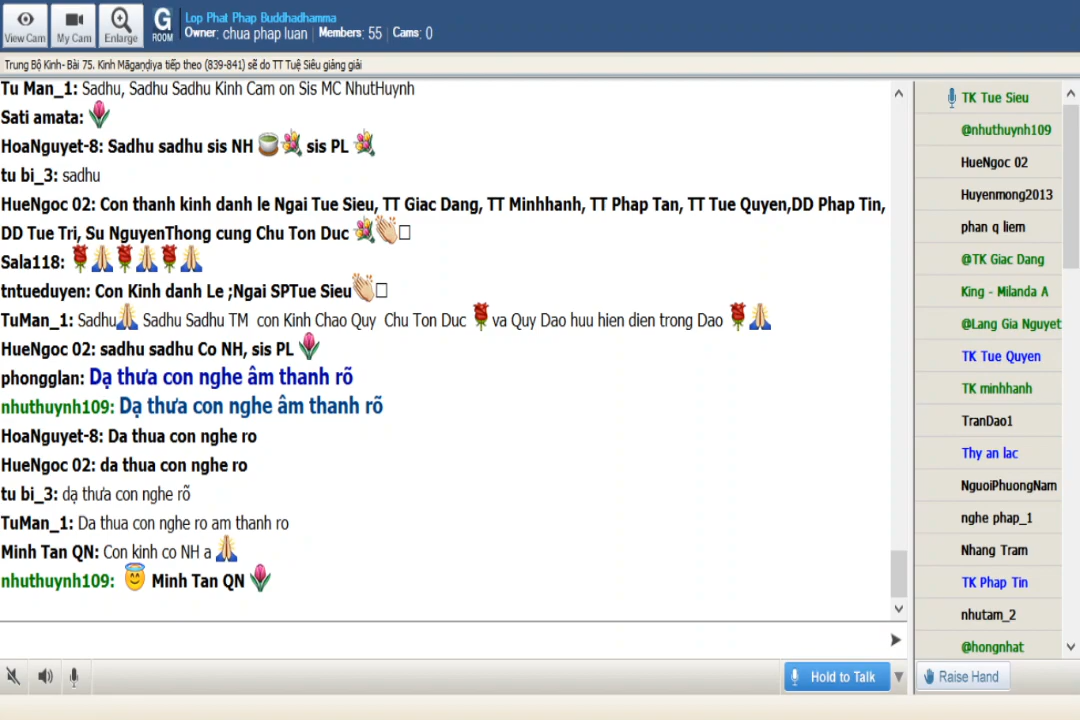 View Cam
My Cam
Enlarge
G ROOM
Lop Phat Phap Buddhadhamma
Owner: chua phap luan | Members: 55 | Cams: 0
Trung Bộ Kinh- Bài 75. Kinh Māgaṇḍiya tiếp theo (839-841) sẽ do TT Tuệ Siêu giảng giải
Tu Man_1: Sadhu, Sadhu Sadhu Kinh Cam on Sis MC NhutHuynh
Sati amata: 🌷
HoaNguyet-8: Sadhu sadhu sis NH 🍵💐 sis PL 💐
tu bi_3: sadhu
HueNgoc 02: Con thanh kinh danh le Ngai Tue Sieu, TT Giac Dang, TT Minhhanh, TT Phap Tan, TT Tue Quyen,DD Phap Tin,
DD Tue Tri, Su NguyenThong cung Chu Ton Duc 💐👏□
Sala118: 🌹🙏🌹🙏🌹🙏
tntueduyen: Con Kinh danh Le ;Ngai SPTue Sieu👏□
TuMan_1: Sadhu🙏 Sadhu Sadhu TM con Kinh Chao Quy Chu Ton Duc 🌹va Quy Dao huu hien dien trong Dao 🌹🙏
HueNgoc 02: sadhu sadhu Co NH, sis PL 🌷
phongglan: Dạ thưa con nghe âm thanh rõ
nhuthuynh109: Dạ thưa con nghe âm thanh rõ
HoaNguyet-8: Da thua con nghe ro
HueNgoc 02: da thua con nghe ro
tu bi_3: dạ thưa con nghe rõ
TuMan_1: Da thua con nghe ro am thanh ro
Minh Tan QN: Con kinh co NH a 🙏
nhuthuynh109: 😇 Minh Tan QN 🌷
Hold to Talk
TK Tue Sieu
@nhuthuynh109
HueNgoc 02
Huyenmong2013
phan q liem
@TK Giac Dang
King - Milanda A
@Lang Gia Nguyet
TK Tue Quyen
TK minhhanh
TranDao1
Thy an lac
NguoiPhuongNam
nghe phap_1
Nhang Tram
TK Phap Tin
nhutam_2
@hongnhat
Raise Hand